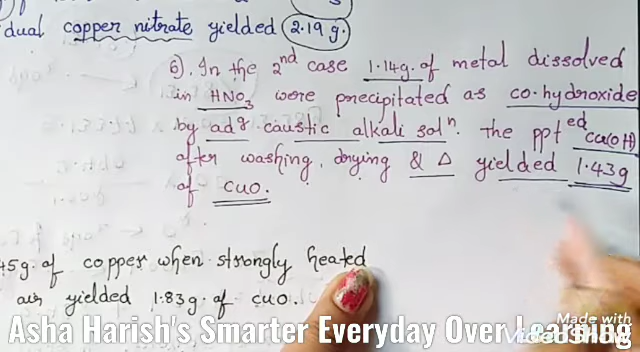 dual copper nitrate yielded 2.19 g.
6). In the 2nd case 1.14g. of metal dissolved
in HNO3 were precipitated as co-hydroxide
by adg caustic alkali soln. The ppted Cu(OH)
after washing, drying & Δ yielded 1.43g
of CuO.
45g. of copper when strongly heated
air yielded 1.83g. of CuO.
Made with
VideoShow
Asha Harish's Smarter Everyday Over Learning